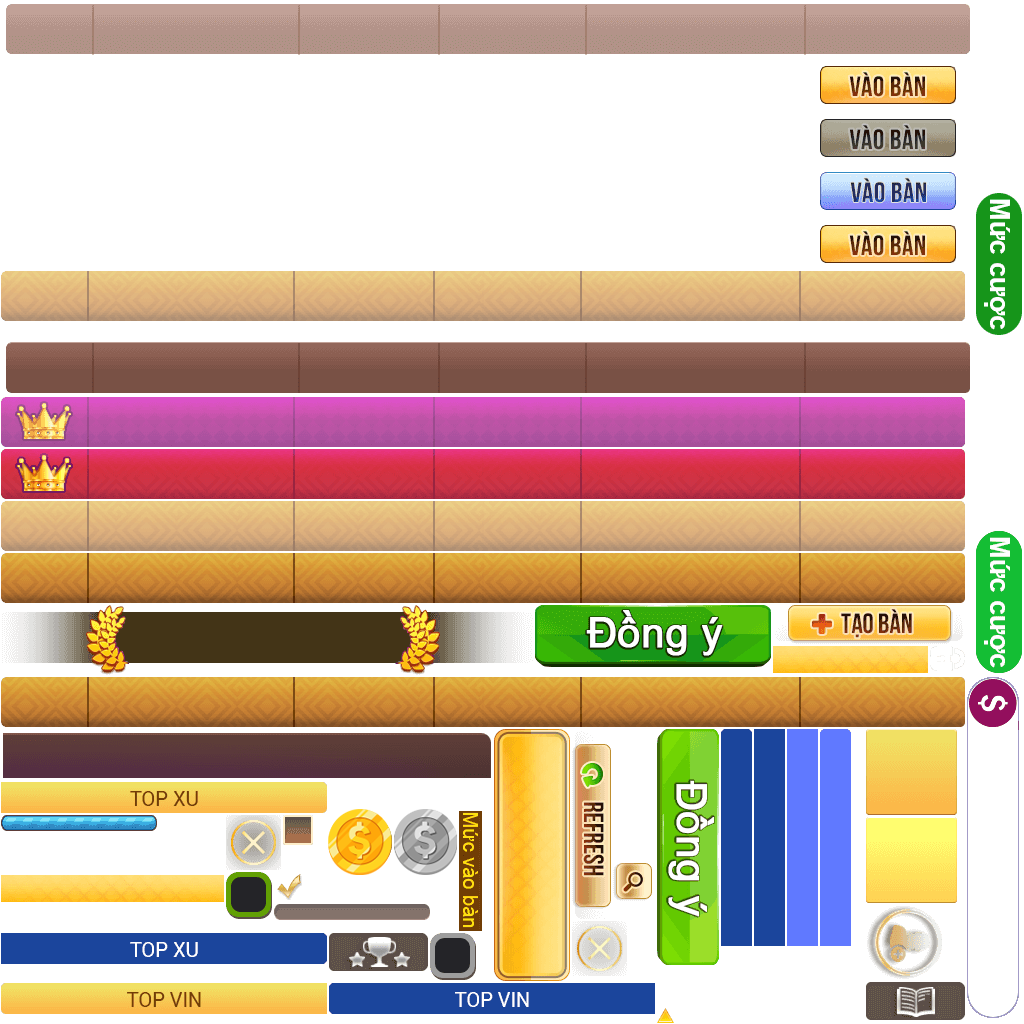 VÀO BÀN
VÀO BÀN
VÀO BÀN
VÀO BÀN
Mức cược
Mức cược
Đồng ý
TẠO BÀN
$
TOP XU
$
$
Mức vào bàn
REFRESH
Đồng ý
TOP XU
TOP VIN
TOP VIN